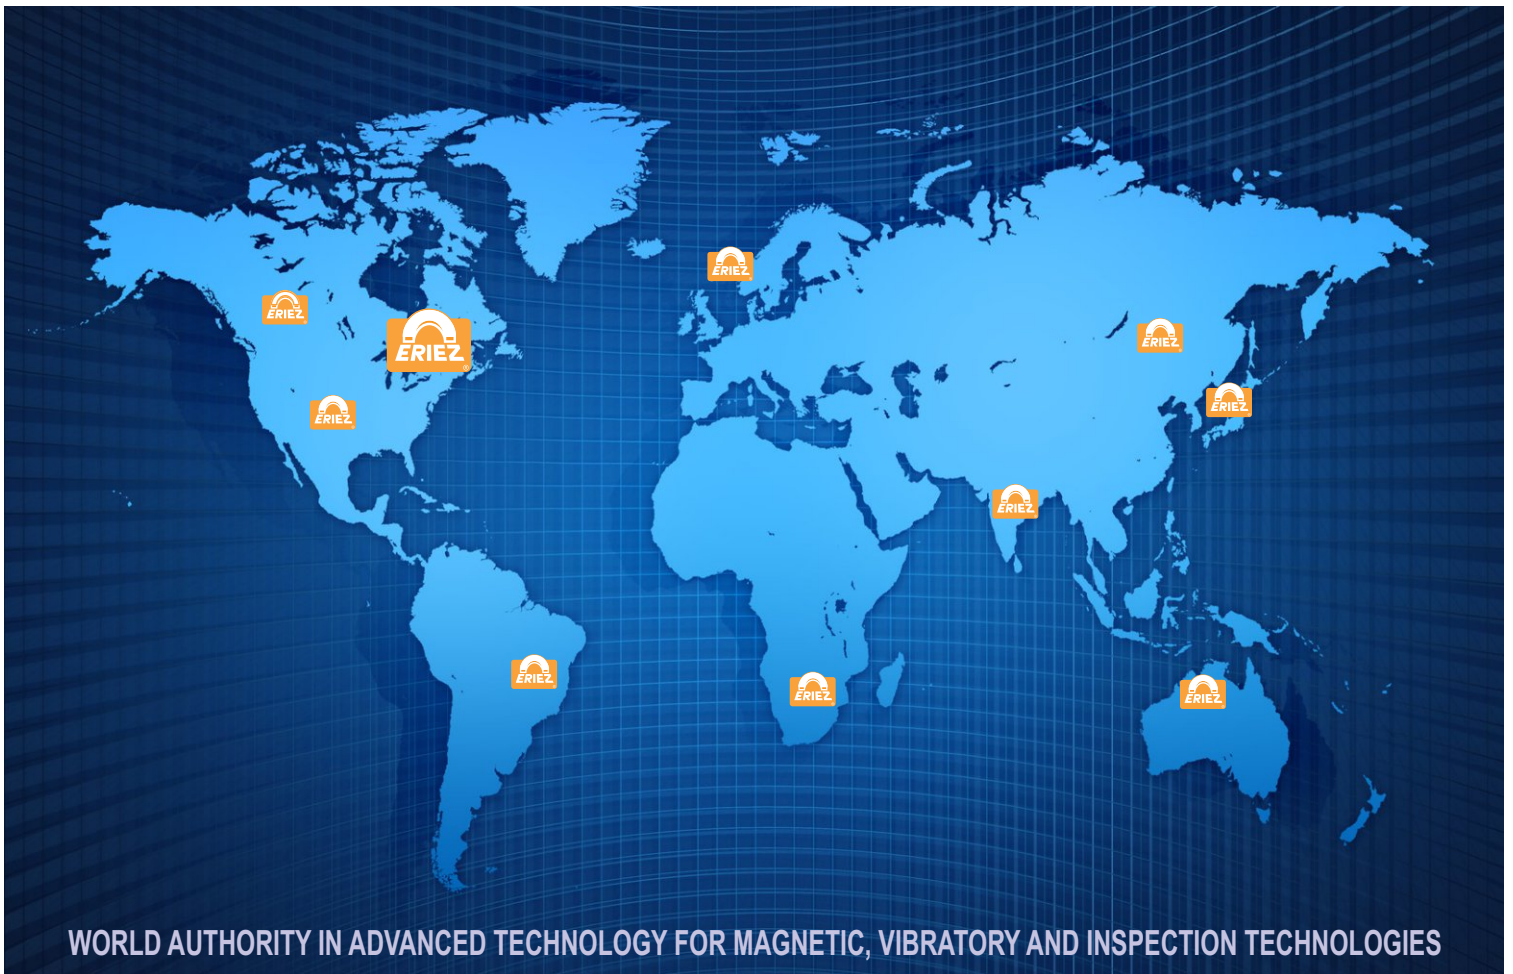 ERIEZ
ERIEZ
ERIEZ
ERIEZ
ERIEZ
ERIEZ
ERIEZ
ERIEZ
ERIEZ
ERIEZ
WORLD AUTHORITY IN ADVANCED TECHNOLOGY FOR MAGNETIC, VIBRATORY AND INSPECTION TECHNOLOGIES